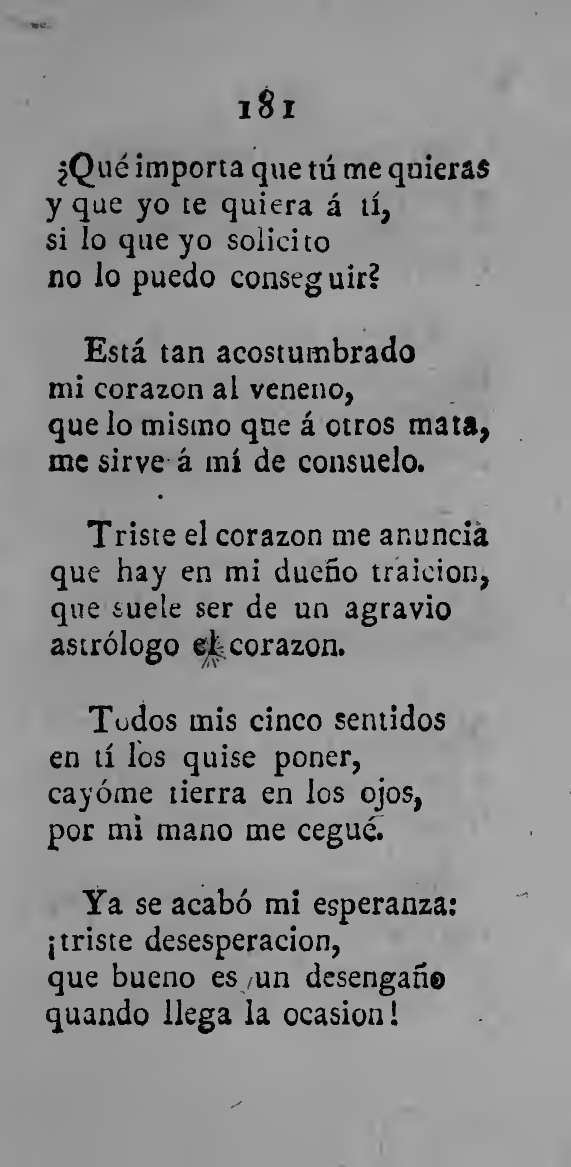 181
¿Qué importa que tú me quieras
y que yo te quiera á tí,
si lo que yo solicito
no lo puedo conseguir?
Está tan acostumbrado
mi corazon al veneno,
que lo mismo que á otros mata,
me sirve á mí de consuelo.
Triste el corazon me anuncia
que hay en mi dueño traicion,
que suele ser de un agravio
astrólogo el corazon.
Todos mis cinco sentidos
en tí los quise poner,
cayóme tierra en los ojos,
por mi mano me cegué.
Ya se acabó mi esperanza:
¡triste desesperacion,
que bueno es un desengaño
quando llega la ocasion!